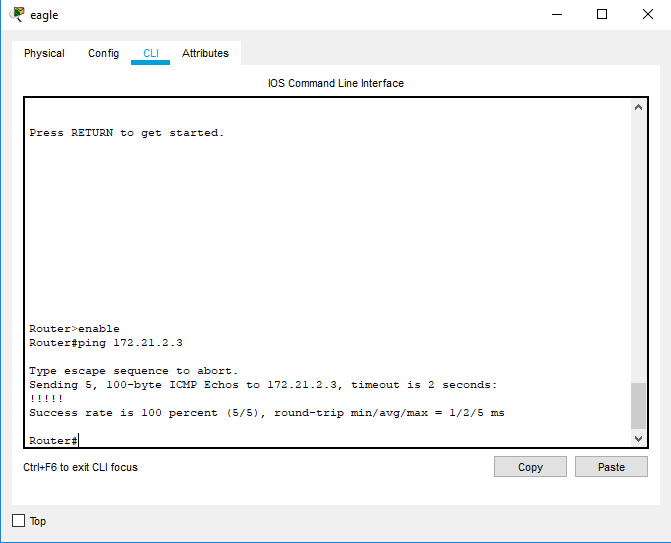 eagle
Physical Config CLI Attributes
IOS Command Line Interface
Press RETURN to get started.
Router>enable
Router#ping 172.21.2.3
Type escape sequence to abort.
Sending 5, 100-byte ICMP Echos to 172.21.2.3, timeout is 2 seconds:
!!!!!
Success rate is 100 percent (5/5), round-trip min/avg/max = 1/2/5 ms
Router#
Ctrl+F6 to exit CLI focus Copy Paste
Top